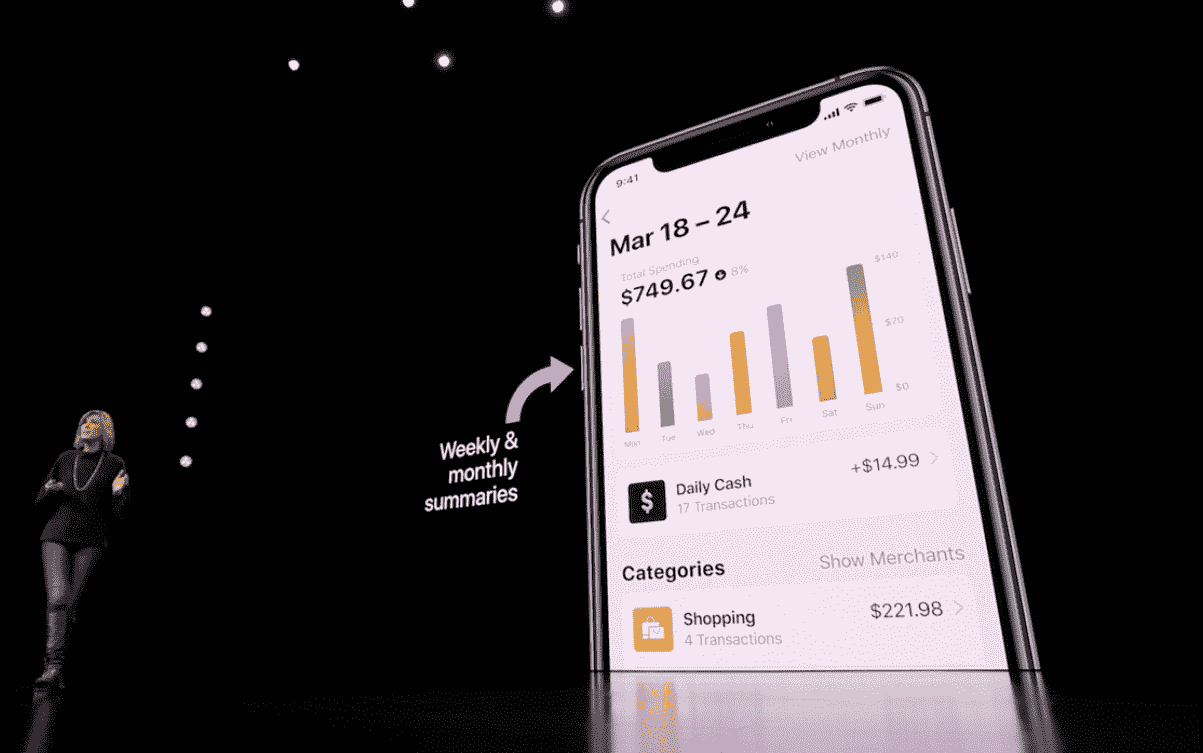 9:41
View Monthly
Mar 18 – 24
Total Spending
$749.67 8%
$140
$70
$0
Mon Tue Wed Thu Fri Sat Sun
Weekly &
monthly
summaries
$
Daily Cash
17 Transactions
+$14.99
Categories
Show Merchants
Shopping
4 Transactions
$221.98